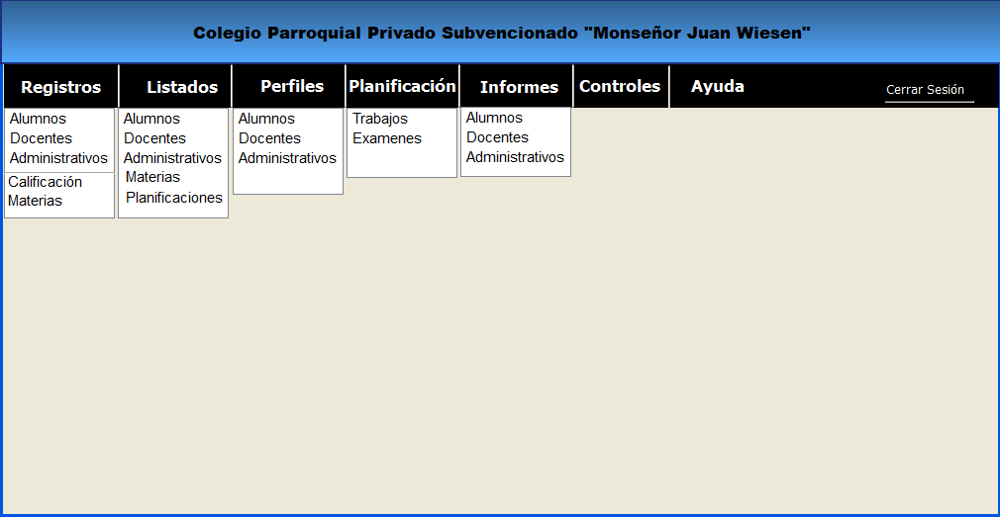 Colegio Parroquial Privado Subvencionado "Monseñor Juan Wiesen"
Registros Listados Perfiles Planificación Informes Controles Ayuda Cerrar Sesión
Alumnos
Docentes
Administrativos
Calificación
Materias
Alumnos
Docentes
Administrativos
Materias
Planificaciones
Alumnos
Docentes
Administrativos
Trabajos
Examenes
Alumnos
Docentes
Administrativos